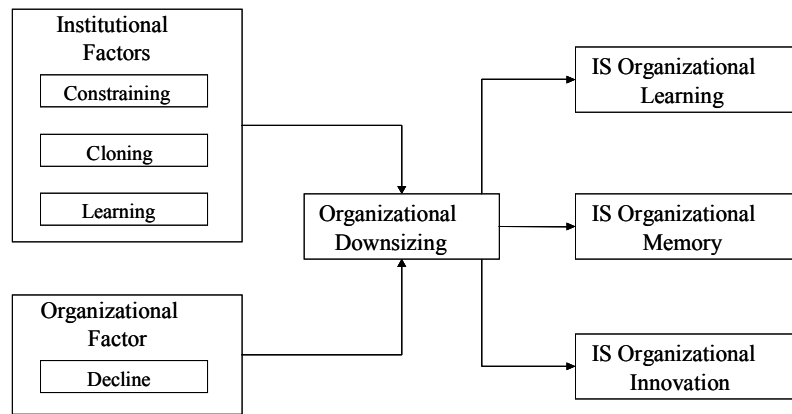 Institutional
Factors
Constraining
Cloning
Learning
Organizational
Factor
Decline
Organizational
Downsizing
IS Organizational
Learning
IS Organizational
Memory
IS Organizational
Innovation